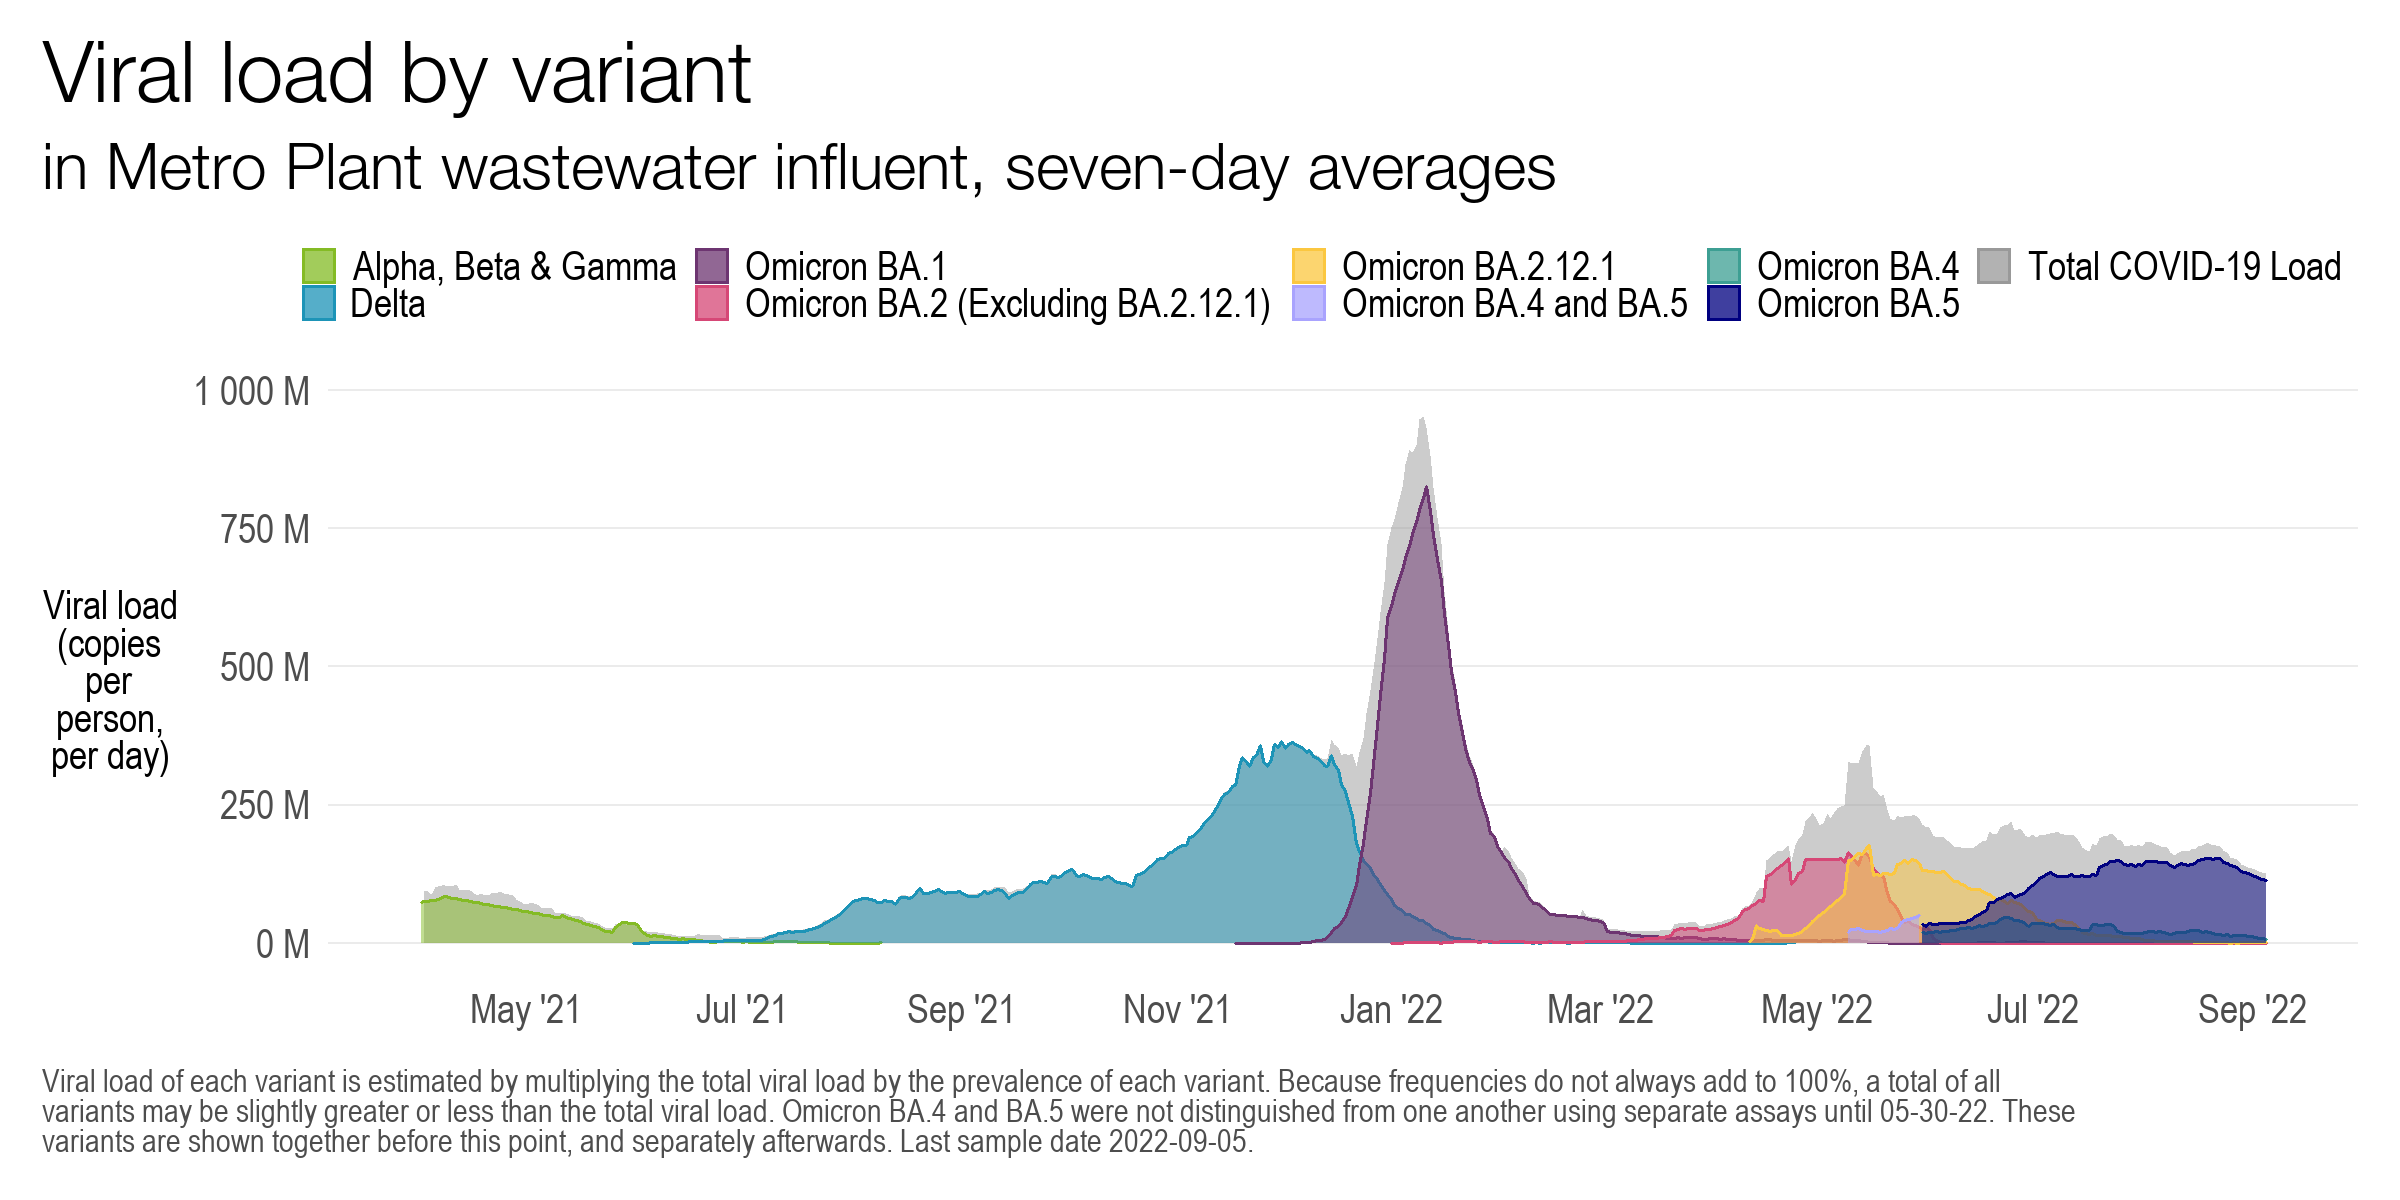 Viral load by variant
in Metro Plant wastewater influent, seven-day averages
Alpha, Beta & Gamma Omicron BA.1 Omicron BA.2.12.1 Omicron BA.4 Total COVID-19 Load
Delta Omicron BA.2 (Excluding BA.2.12.1) Omicron BA.4 and BA.5 Omicron BA.5
1 000 M
750 M
500 M
250 M
0 M
Viral load
(copies
per
person,
per day)
May '21 Jul '21 Sep '21 Nov '21 Jan '22 Mar '22 May '22 Jul '22 Sep '22
Viral load of each variant is estimated by multiplying the total viral load by the prevalence of each variant. Because frequencies do not always add to 100%, a total of all
variants may be slightly greater or less than the total viral load. Omicron BA.4 and BA.5 were not distinguished from one another using separate assays until 05-30-22. These
variants are shown together before this point, and separately afterwards. Last sample date 2022-09-05.